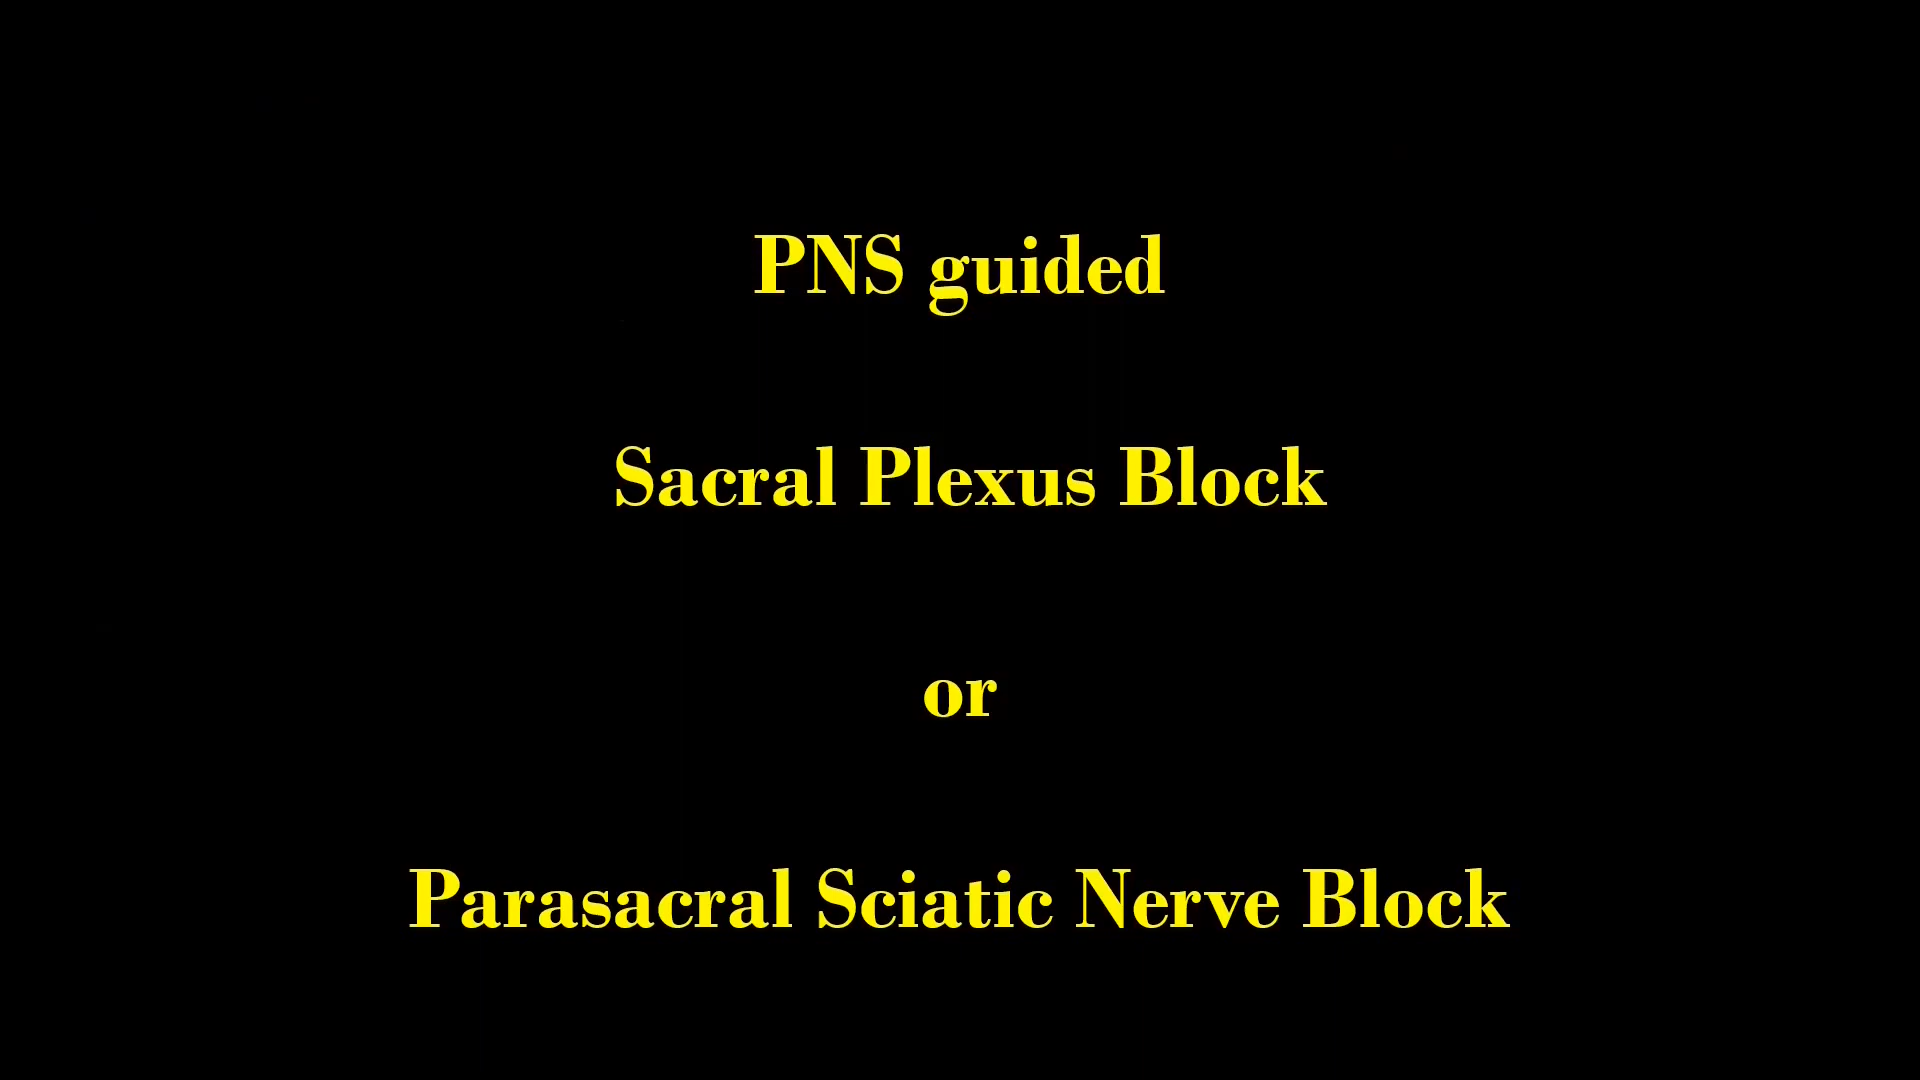 PNS guided
Sacral Plexus Block
or
Parasacral Sciatic Nerve Block